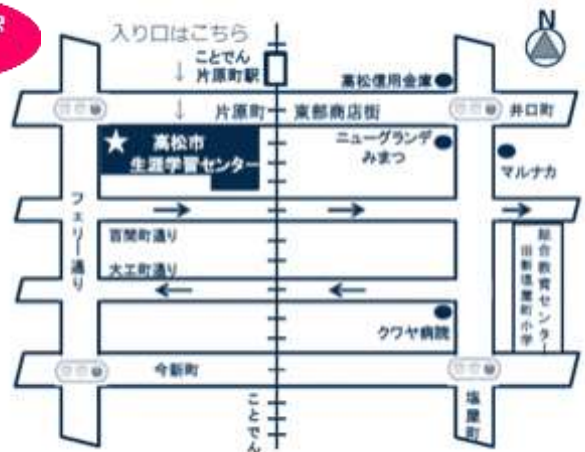 入り口はこちら
↓
ことでん
片原町駅
N
高松信用金庫
↓
片原町
東部商店街
井口町
★
高松市
生涯学習センター
ニューグランデ
みまつ
マルナカ
フェリー通り
→
→
→
百間町通り
大工町通り
←
←
総合教育センター
旧新塩屋町小学
クワヤ病院
今新町
ことでん
塩屋町